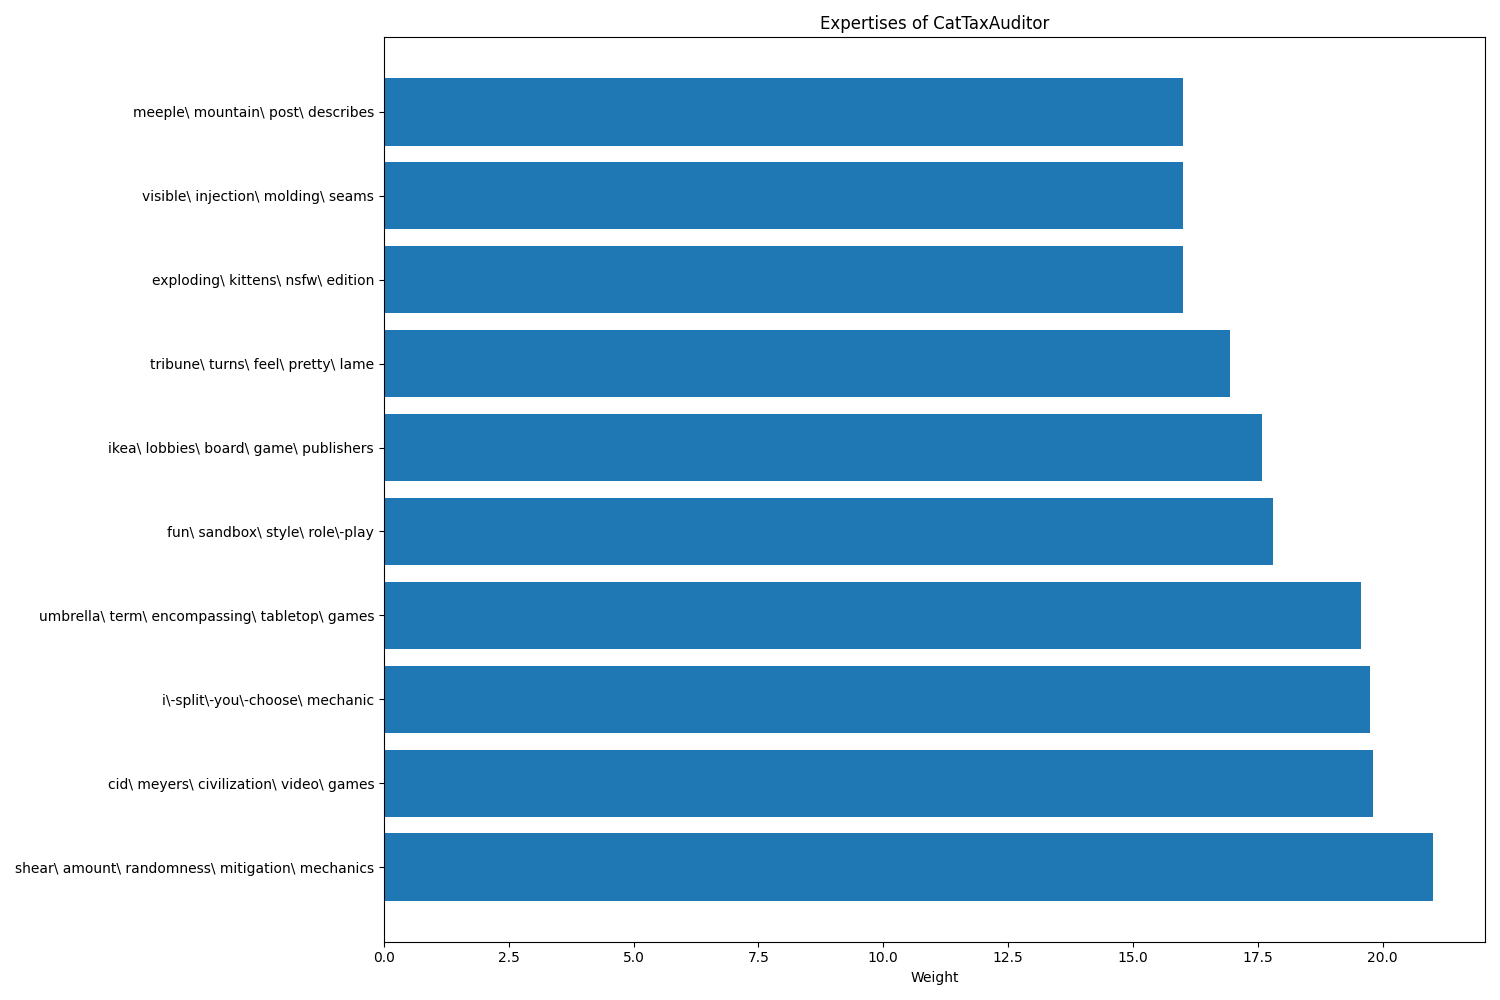 Expertises of CatTaxAuditor
meeple\ mountain\ post\ describes
visible\ injection\ molding\ seams
exploding\ kittens\ nsfw\ edition
tribune\ turns\ feel\ pretty\ lame
ikea\ lobbies\ board\ game\ publishers
fun\ sandbox\ style\ role\-play
umbrella\ term\ encompassing\ tabletop\ games
i\-split\-you\-choose\ mechanic
cid\ meyers\ civilization\ video\ games
shear\ amount\ randomness\ mitigation\ mechanics
0.0 2.5 5.0 7.5 10.0 12.5 15.0 17.5 20.0
Weight